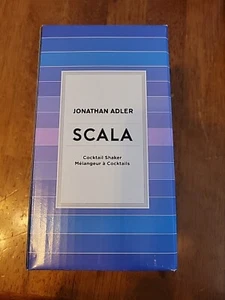 JONATHAN ADLER
SCALA
Cocktail Shaker
Mélangeur à Cocktails